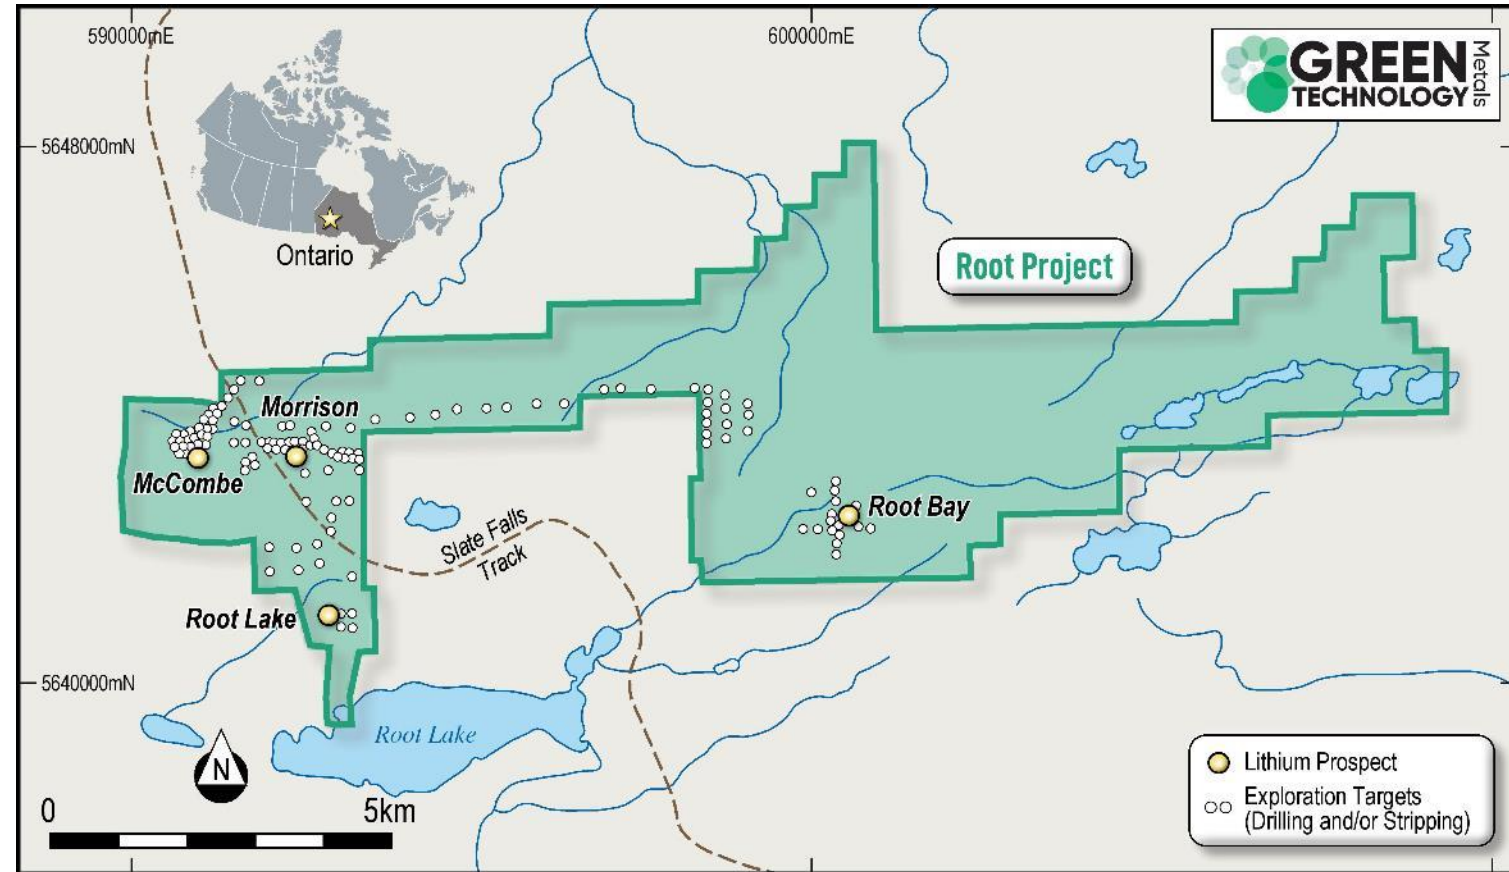 590000mE
600000mE
GREEN
TECHNOLOGY
Metals
5648000mN
Ontario
Root Project
Morrison
McCombe
Root Bay
Slate Falls
Track
Root Lake
5640000mN
Root Lake
N
0
5km
Lithium Prospect
Exploration Targets
(Drilling and/or Stripping)